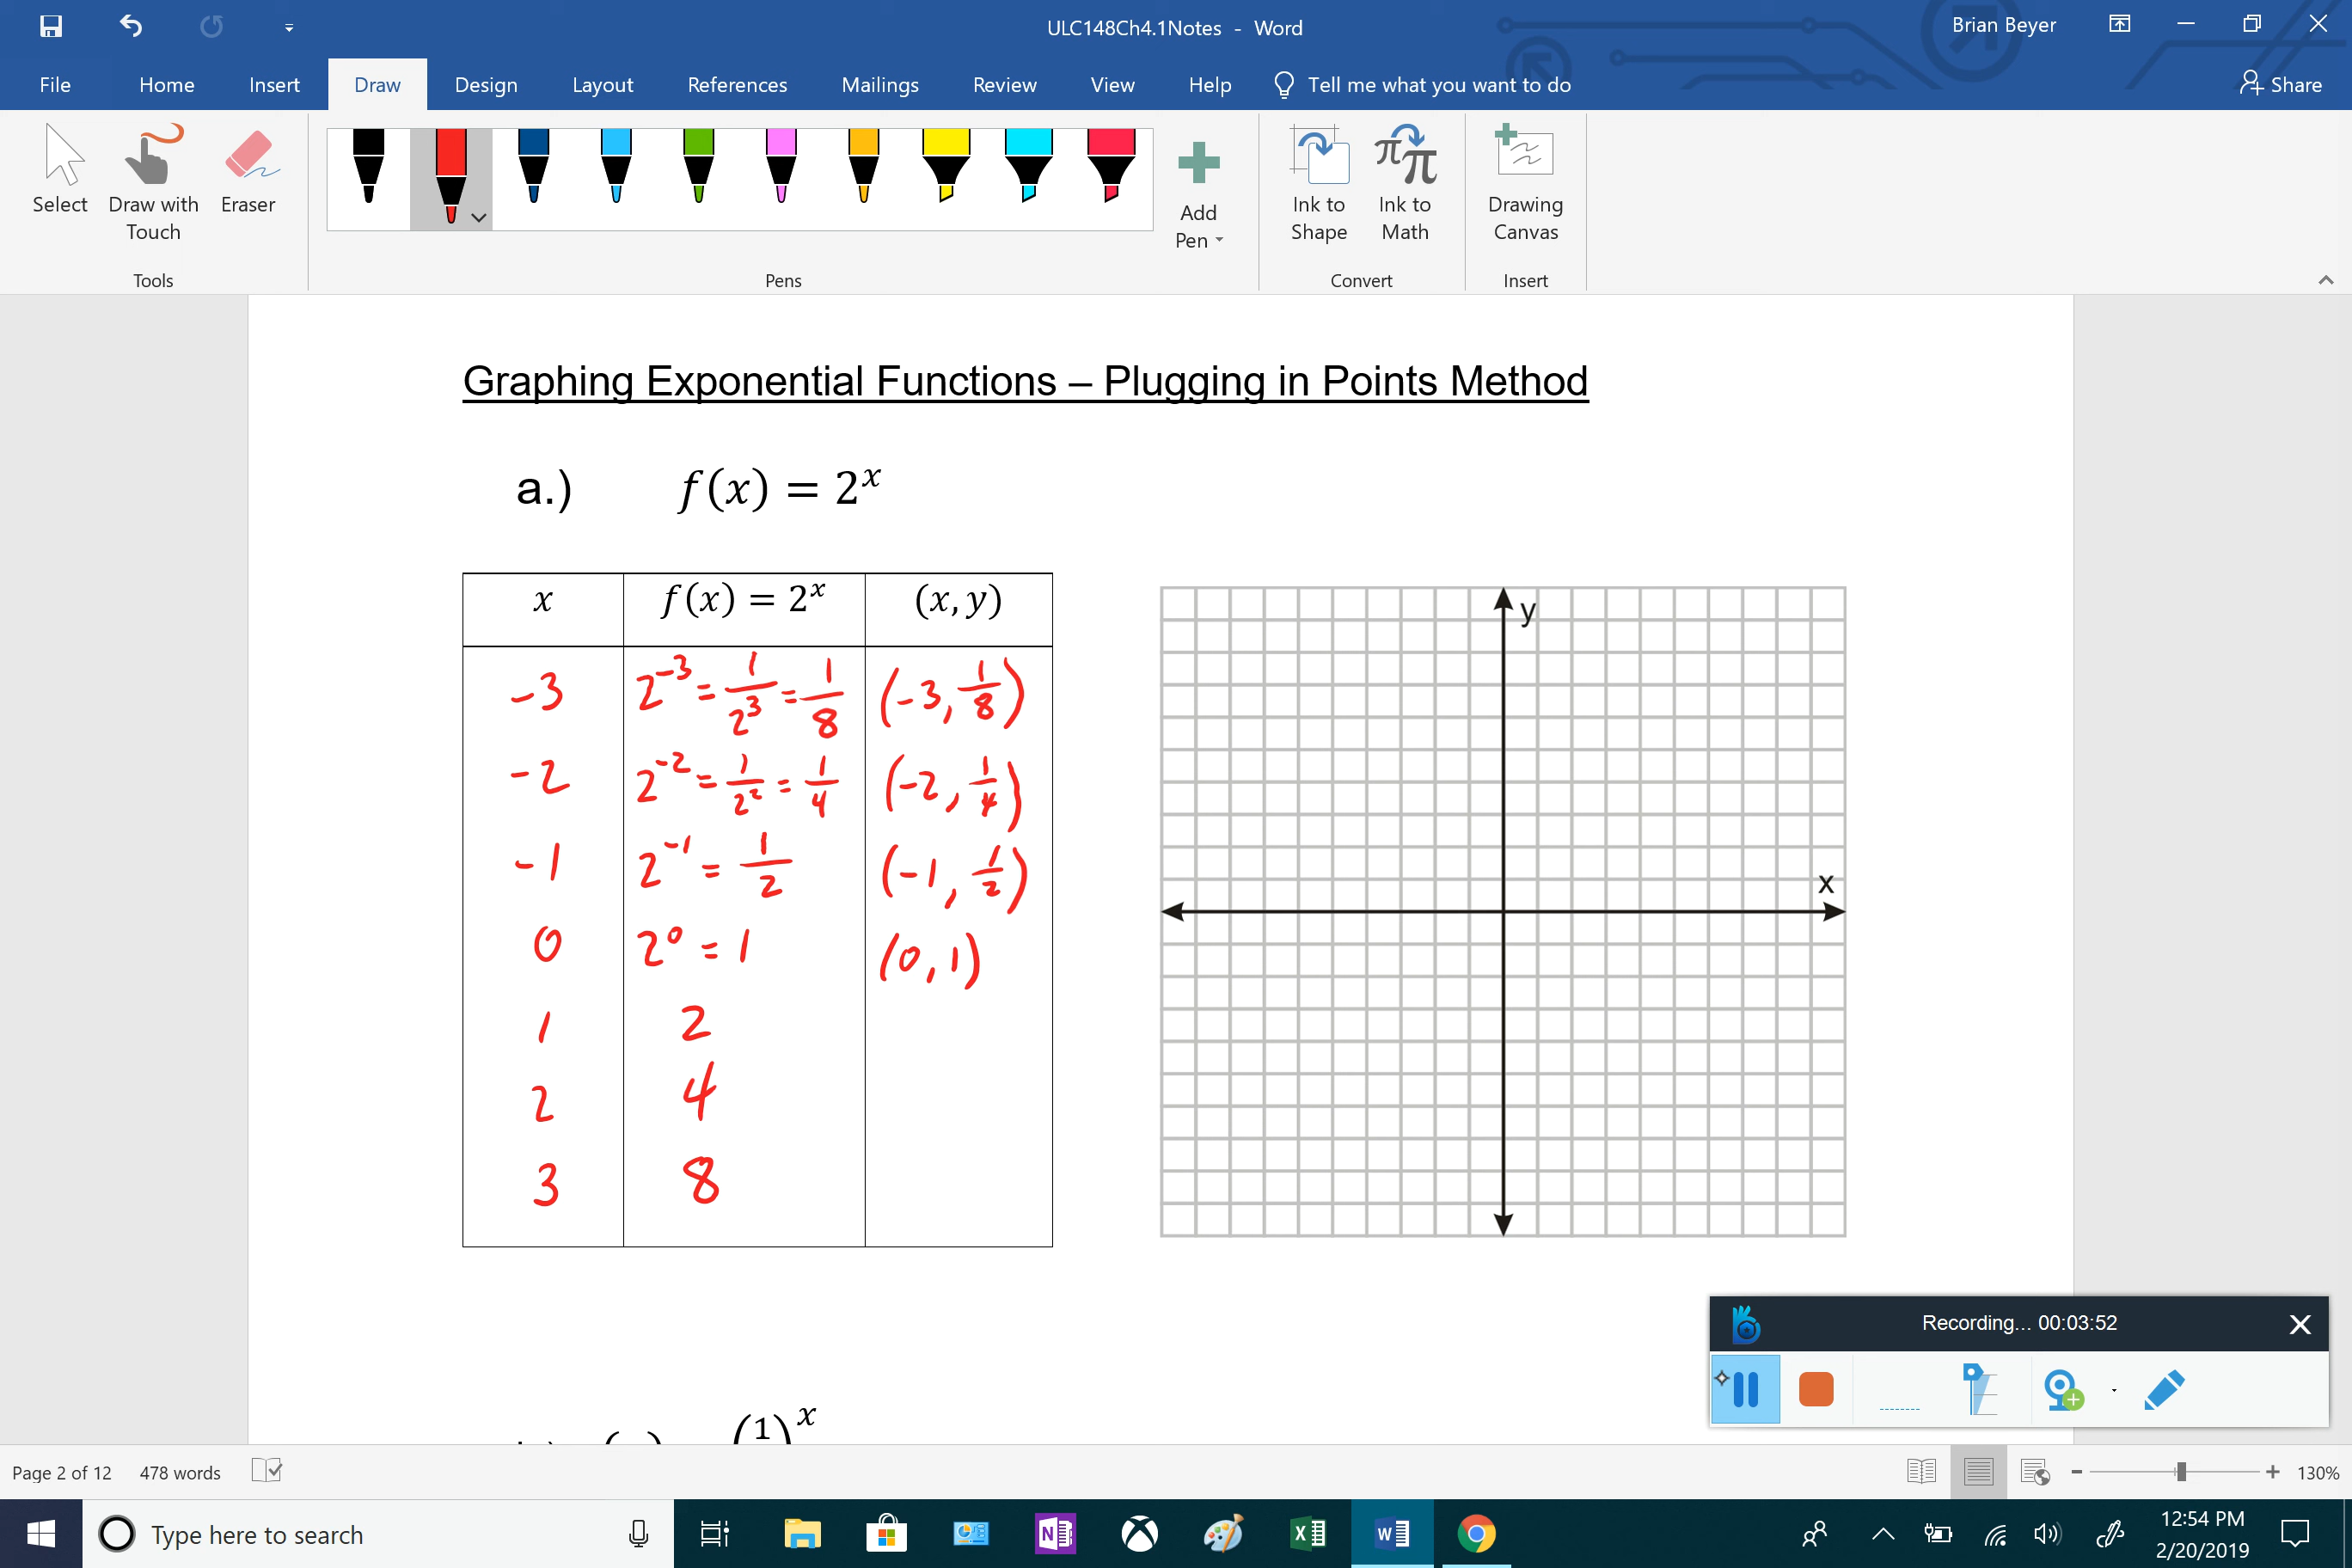 ULC148Ch4.1Notes - Word
Brian Beyer
File Home Insert Draw Design Layout References Mailings Review View Help Tell me what you want to do Share
Select Draw with Touch Eraser
Add Pen
Ink to Shape Ink to Math
Drawing Canvas
Tools Pens Convert Insert
Graphing Exponential Functions – Plugging in Points Method
a.) f(x) = 2^x
x f(x) = 2^x (x, y)
-3 2^-3 = 1/2^3 = 1/8 (-3, 1/8)
-2 2^-2 = 1/2^2 = 1/4 (-2, 1/4)
-1 2^-1 = 1/2 (-1, 1/2)
0 2^0 = 1 (0, 1)
1 2
2 4
3 8
y
x
Recording... 00:03:52
(1)^x
Page 2 of 12 478 words 130%
Type here to search
12:54 PM
2/20/2019